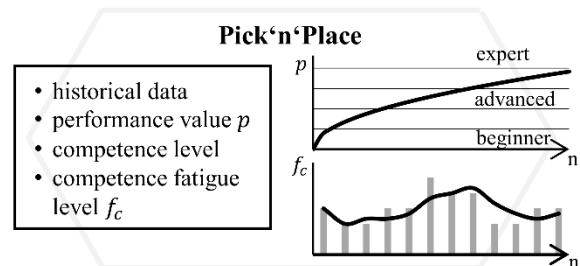 Pick‘n‘Place
• historical data
• performance value p
• competence level
• competence fatigue
level f_c
p
expert
advanced
beginner
n
f_c
n